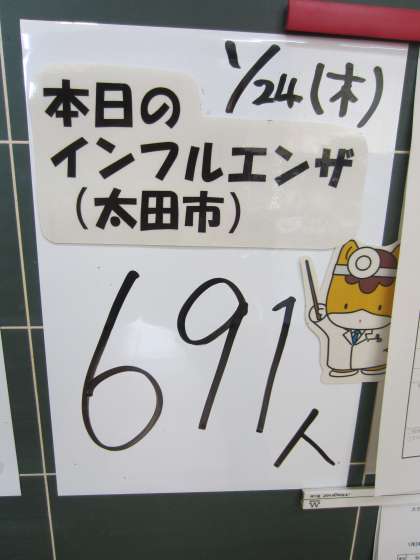 1/24(木)
本日の
インフルエンザ
(太田市)
691人